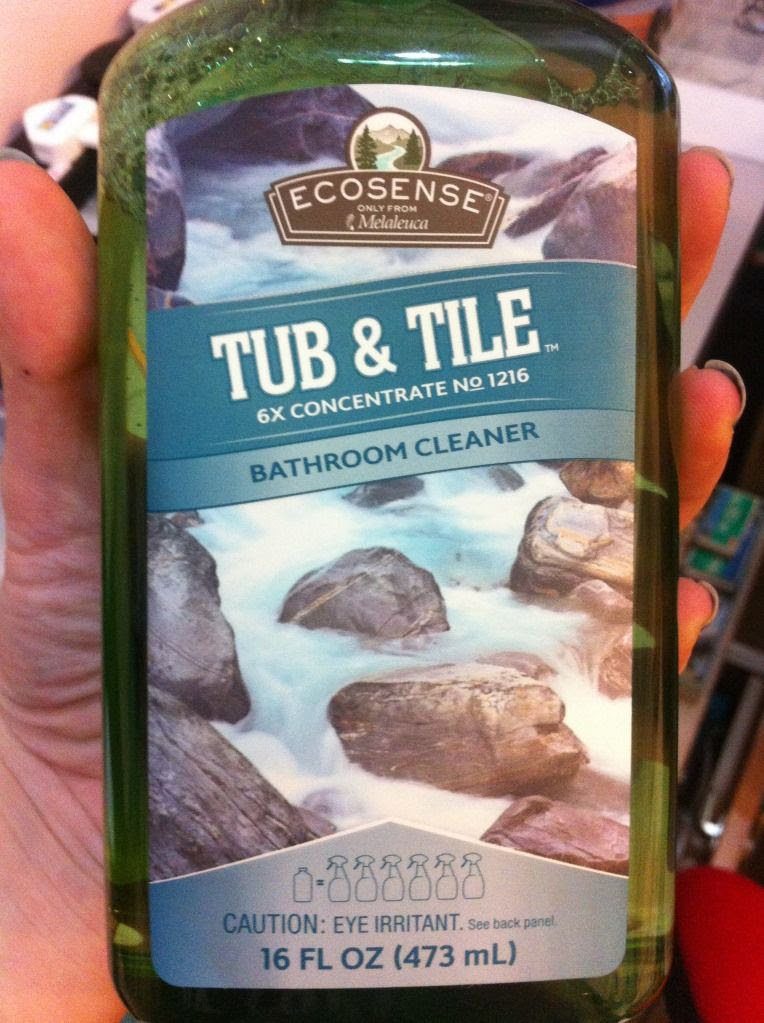 ECOSENSE®
ONLY FROM
Melaleuca
TUB & TILE™
6X CONCENTRATE No 1216
BATHROOM CLEANER
=
CAUTION: EYE IRRITANT. See back panel.
16 FL OZ (473 mL)